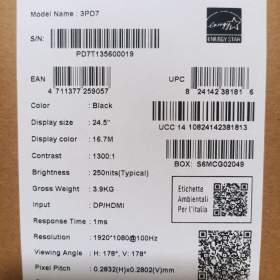 Model Name : 3PD7
S/N:
PD7T135600019
ENERGY STAR
EAN
4 711377 259057
UPC
8 24142 38181 6
Color : Black
Display size : 24.5"
Display color : 16.7M
UCC 14 10824142381813
Contrast : 1300:1
Brightness : 250nits(Typical)
BOX: S6MCG02049
Gross Weight : 3.9KG
Input : DP/HDMI
Response Time : 1ms
Etichette
Ambientali
Per l'italia
Resolution : 1920*1080@100Hz
Viewing Angle : H: 178°, V: 178°
Pixel Pitch : 0.2832(H)x0.2802(V)mm